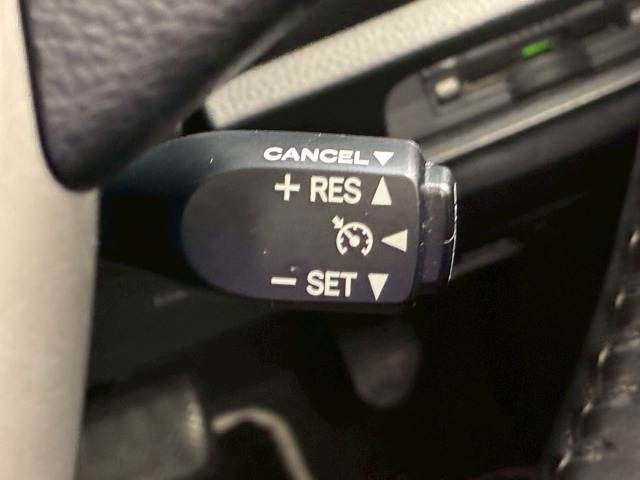 CANCEL ▼
+ RES ▲
◀
− SET ▼